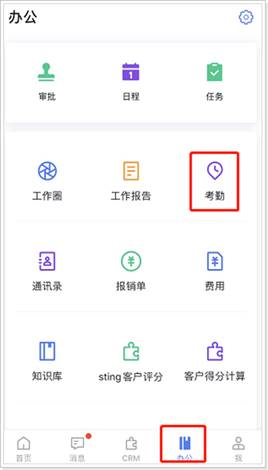 办公
审批 日程 任务
工作圈 工作报告 考勤
通讯录 报销单 费用
知识库 sting客户评分 客户得分计算
首页 消息 CRM 办公 我